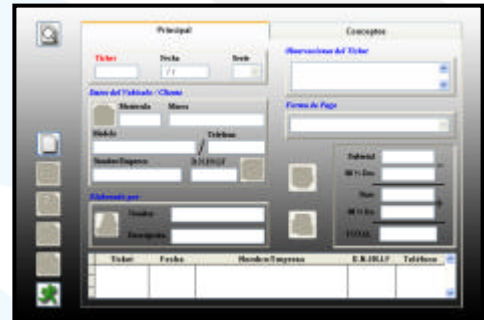 Principal
Conceptos
Ticket
Fecha
Serie
/ /
Observaciones del Ticket
Datos del Vehículo / Cliente
Matrícula
Marca
Forma de Pago
Modelo
Teléfono
/
Nombre/Empresa
D.N.I/N.I.F
Subtotal
Elaborado por:
Nombre
Descripción
TOTAL
Ticket
Fecha
Nombre/Empresa
D.N.I/N.I.F
Teléfono